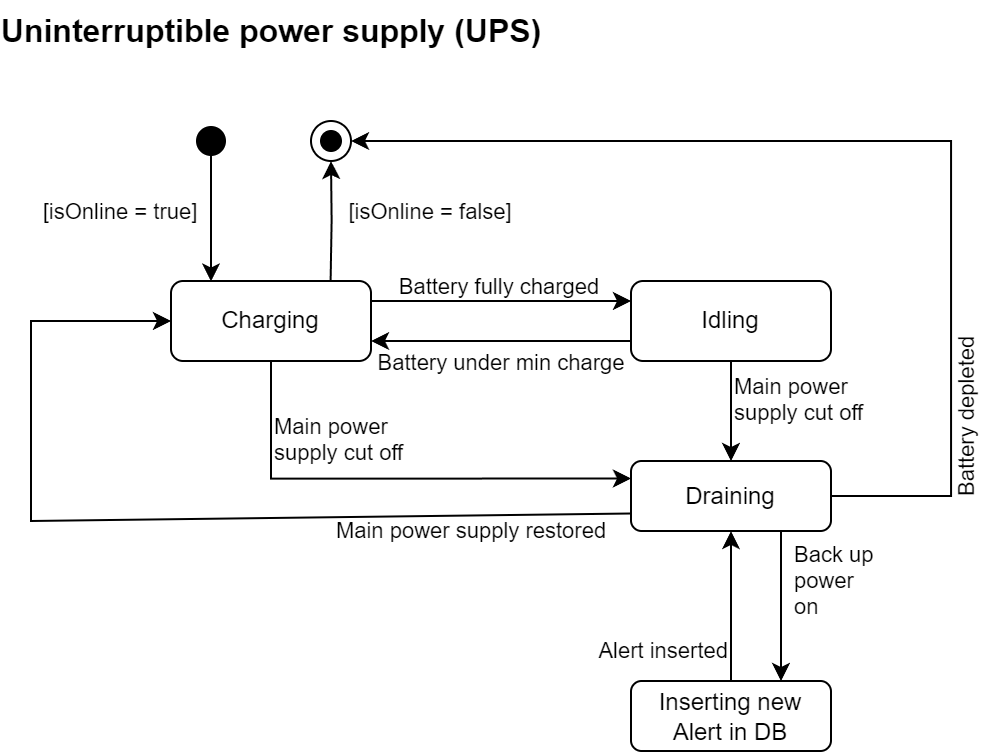 Uninterruptible power supply (UPS)
[isOnline = true]
[isOnline = false]
Battery fully charged
Charging
Idling
Battery under min charge
Main power
supply cut off
Main power
supply cut off
Battery depleted
Draining
Main power supply restored
Back up
power
on
Alert inserted
Inserting new
Alert in DB